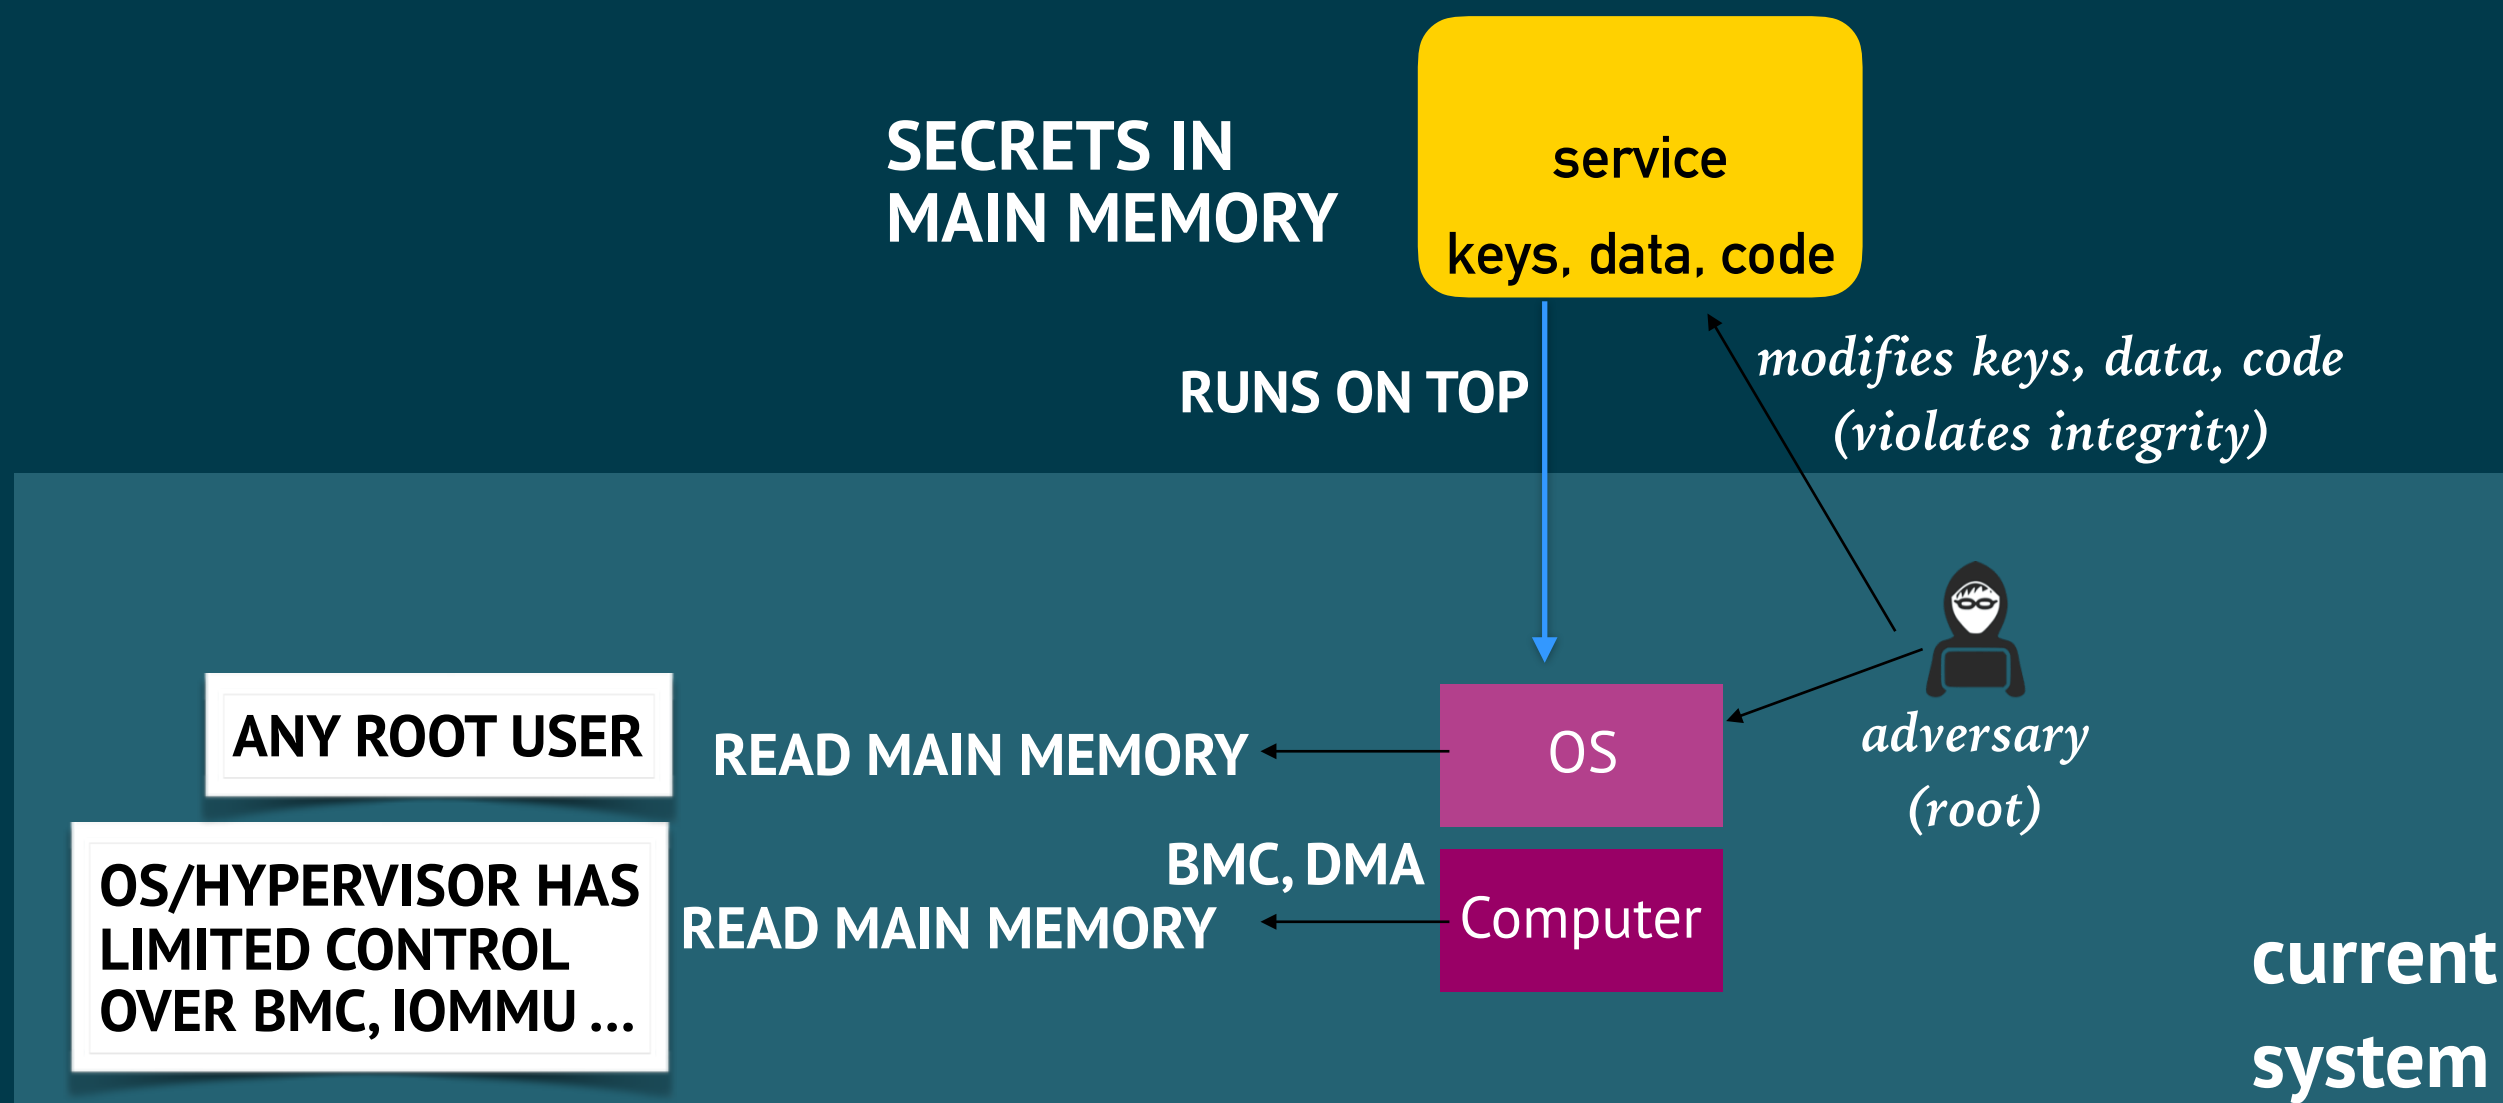 SECRETS IN
MAIN MEMORY
service
keys, data, code
RUNS ON TOP
modifies keys, data, code
(violates integrity)
ANY ROOT USER
READ MAIN MEMORY
OS
adversary
(root)
OS/HYPERVISOR HAS
LIMITED CONTROL
OVER BMC, IOMMU ...
BMC, DMA
READ MAIN MEMORY
Computer
current
system